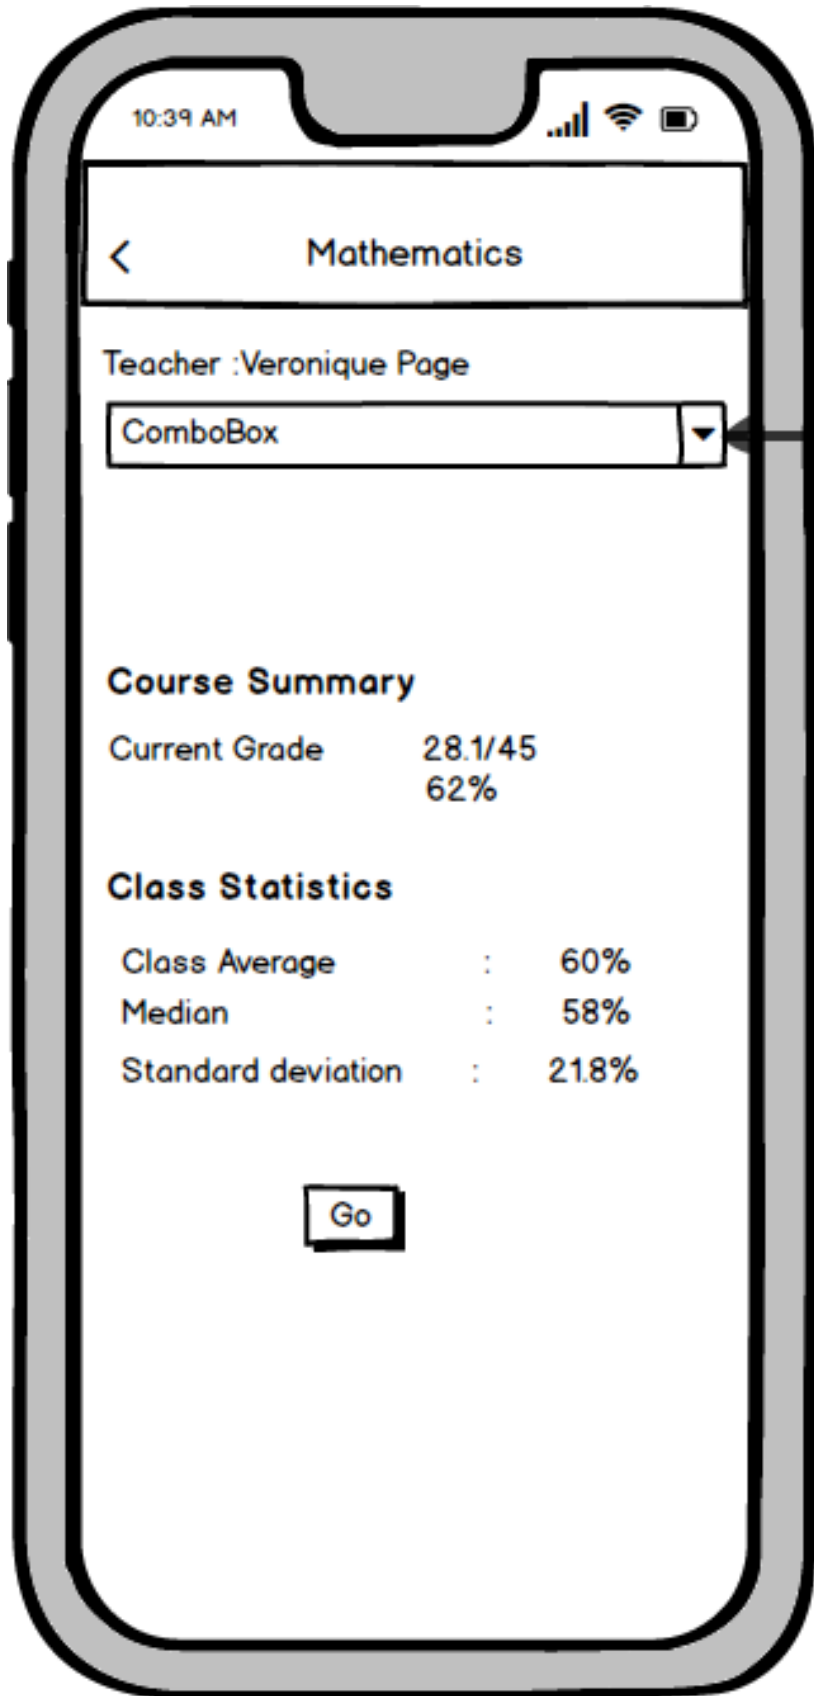 10:39 AM
Mathematics
Teacher :Veronique Page
ComboBox
Course Summary
Current Grade 28.1/45
62%
Class Statistics
Class Average : 60%
Median : 58%
Standard deviation : 21.8%
Go